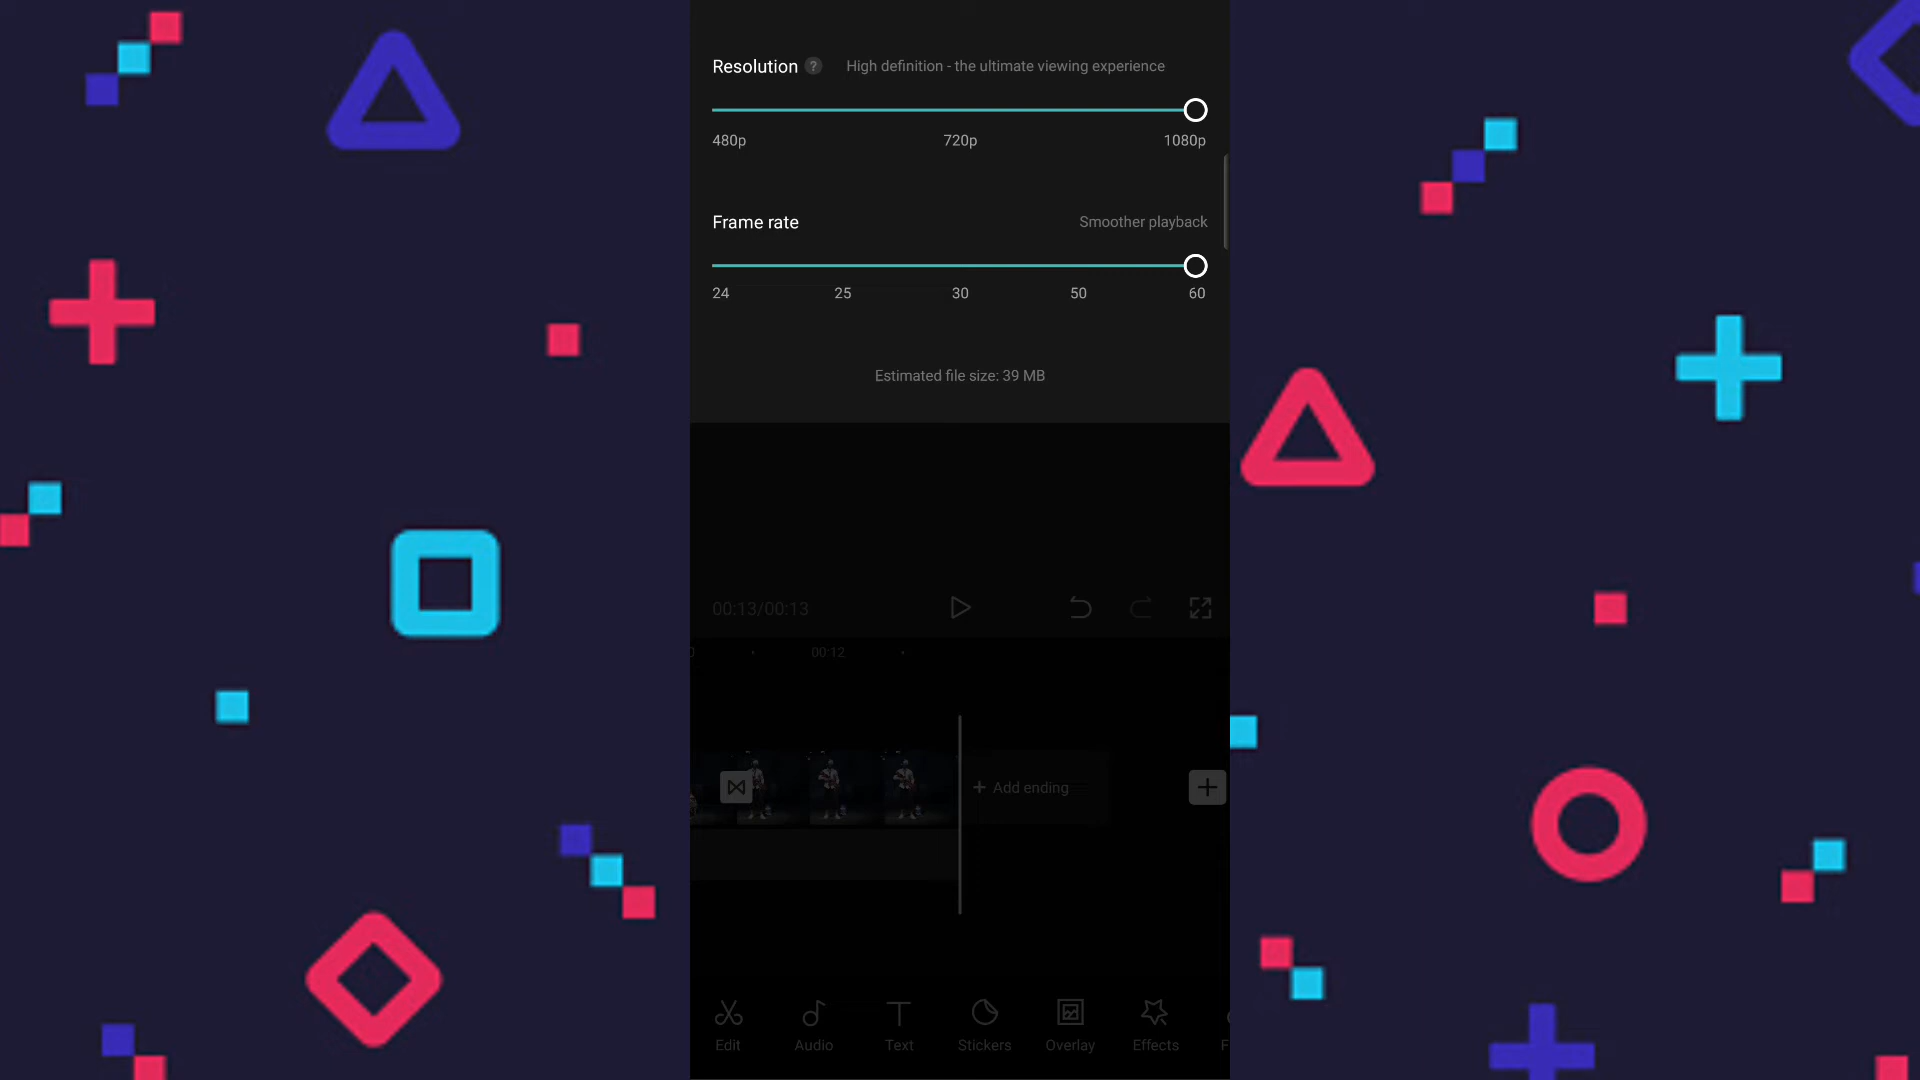 Resolution ? High definition - the ultimate viewing experience
480p 720p 1080p
Frame rate Smoother playback
24 25 30 50 60
Estimated file size: 39 MB
00:13/00:13
00:12
+ Add ending
Edit Audio Text Stickers Overlay Effects